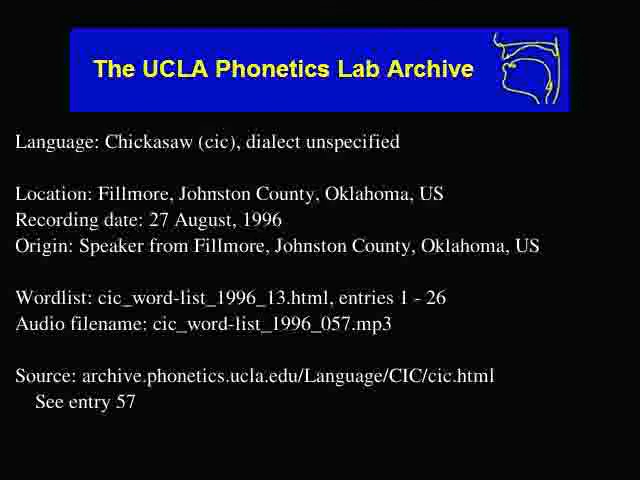 The UCLA Phonetics Lab Archive
Language: Chickasaw (cic), dialect unspecified
Location: Fillmore, Johnston County, Oklahoma, US
Recording date: 27 August, 1996
Origin: Speaker from Fillmore, Johnston County, Oklahoma, US
Wordlist: cic_word-list_1996_13.html, entries 1 - 26
Audio filename: cic_word-list_1996_057.mp3
Source: archive.phonetics.ucla.edu/Language/CIC/cic.html
See entry 57